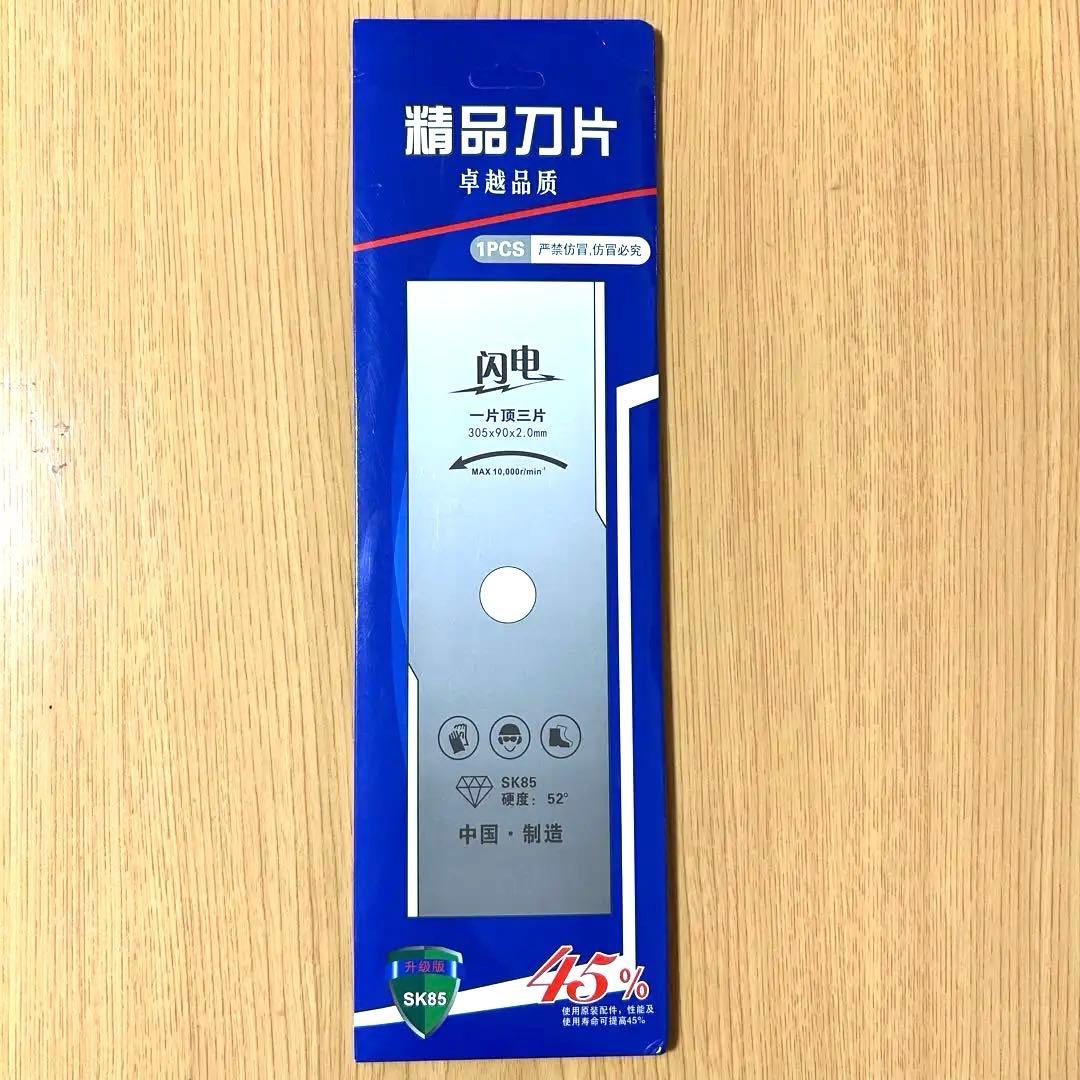 精品刀片
卓越品质
1PCS 严禁仿冒,仿冒必究
闪电
一片顶三片
305x90x2.0mm
MAX 10,000r/min⁻¹
SK85
硬度： 52°
中国·制造
升级版
SK85
45%
使用原装配件，性能及
使用寿命可提高45%